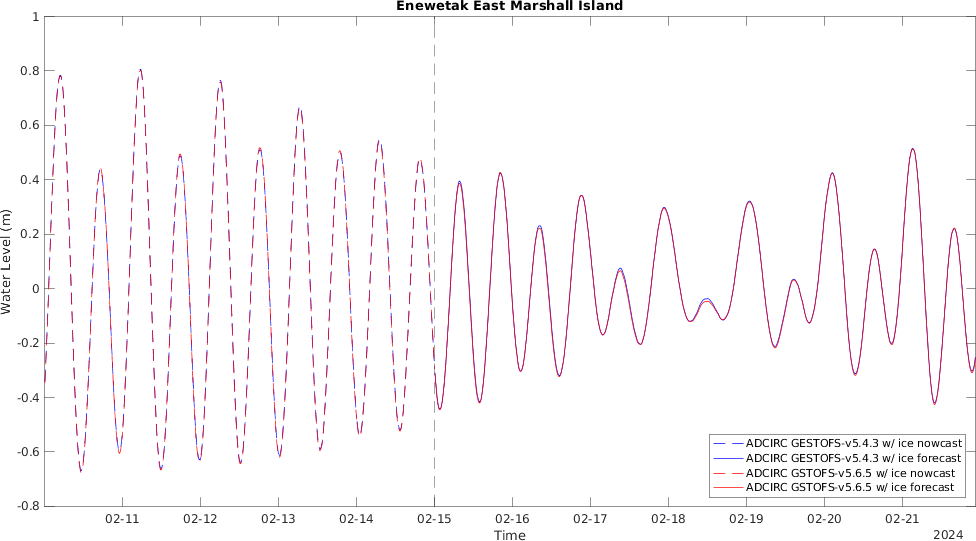 Enewetak East Marshall Island
1
0.8
0.6
0.4
0.2
0
-0.2
-0.4
-0.6
-0.8
Water Level (m)
02-11 02-12 02-13 02-14 02-15 02-16 02-17 02-18 02-19 02-20 02-21
Time
2024
ADCIRC GESTOFS-v5.4.3 w/ ice nowcast
ADCIRC GESTOFS-v5.4.3 w/ ice forecast
ADCIRC GSTOFS-v5.6.5 w/ ice nowcast
ADCIRC GSTOFS-v5.6.5 w/ ice forecast